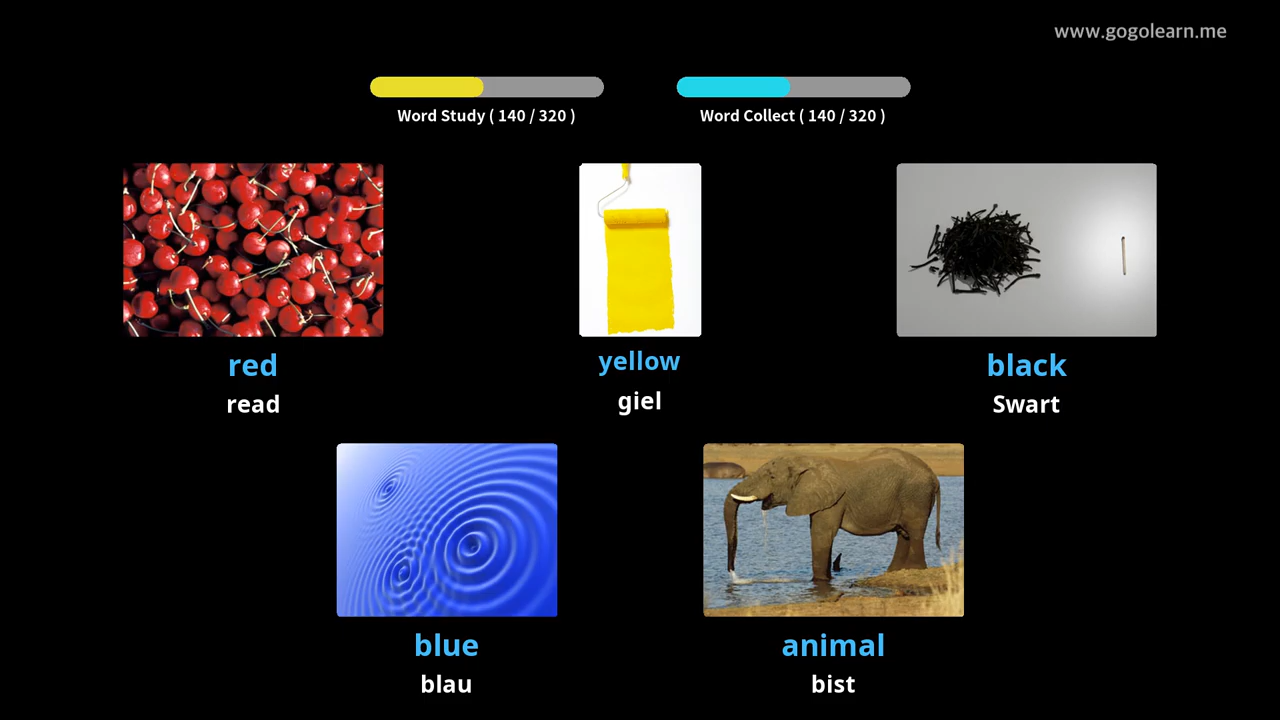 www.gogolearn.me
Word Study ( 140 / 320 )
Word Collect ( 140 / 320 )
red
read
yellow
giel
black
Swart
blue
blau
animal
bist